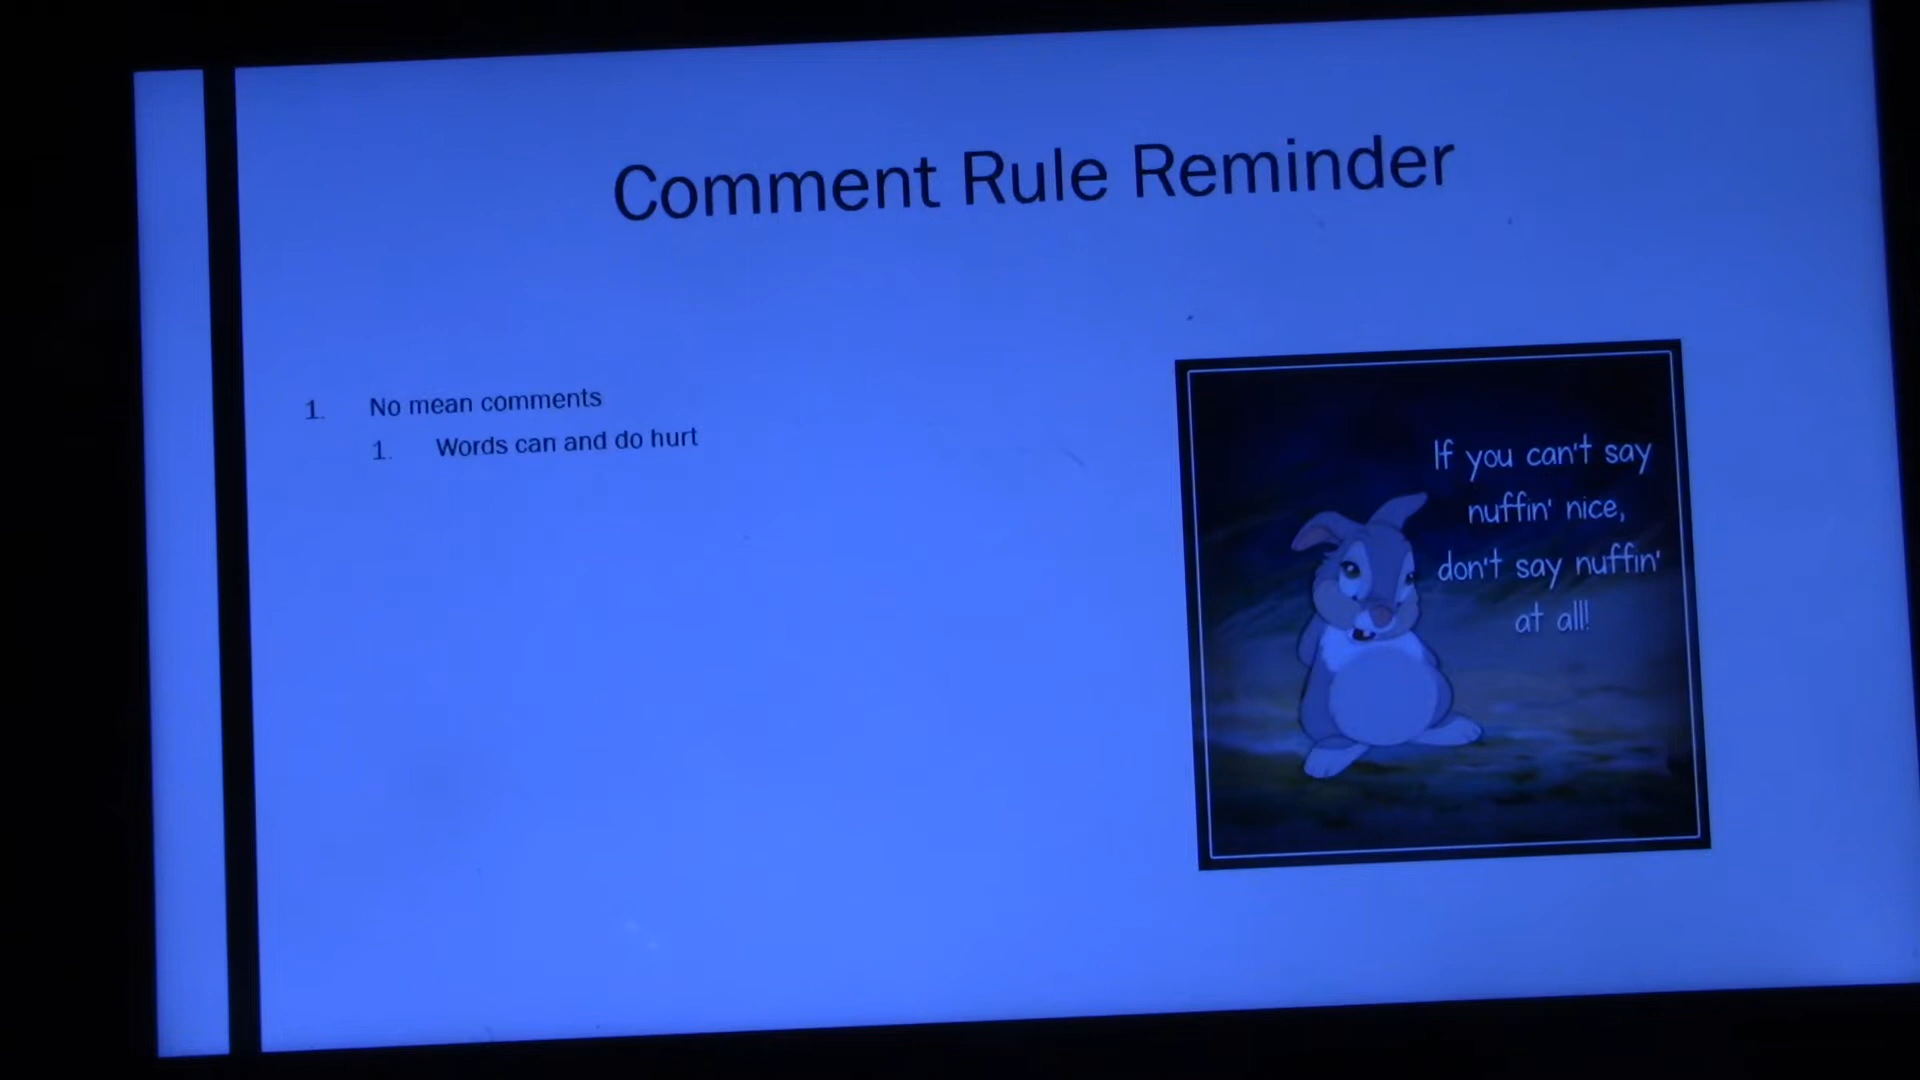 Comment Rule Reminder
1. No mean comments
1. Words can and do hurt
If you can't say
nuffin' nice,
don't say nuffin'
at all!